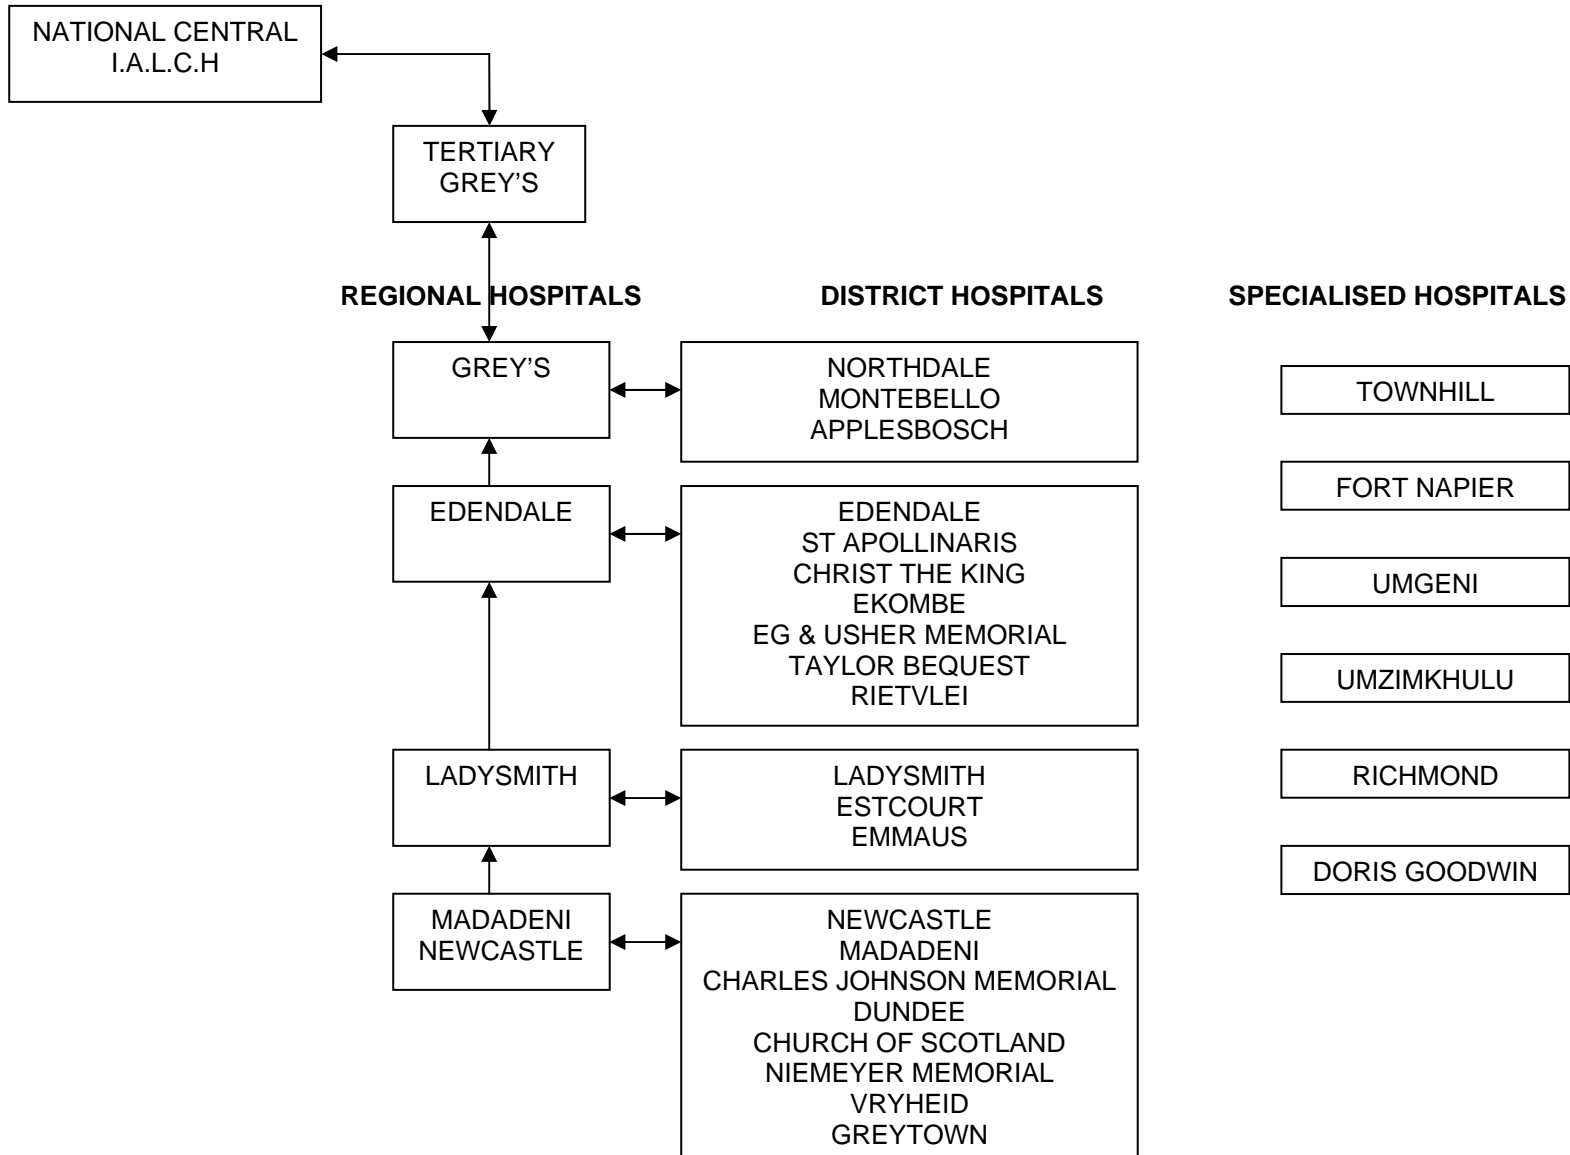 NATIONAL CENTRAL
I.A.L.C.H
TERTIARY
GREY'S
REGIONAL HOSPITALS
DISTRICT HOSPITALS
SPECIALISED HOSPITALS
GREY'S
NORTHDALE
MONTEBELLO
APPLESBOSCH
EDENDALE
EDENDALE
ST APOLLINARIS
CHRIST THE KING
EKOMBE
EG & USHER MEMORIAL
TAYLOR BEQUEST
RIETVLEI
LADYSMITH
LADYSMITH
ESTCOURT
EMMAUS
MADADENI
NEWCASTLE
NEWCASTLE
MADADENI
CHARLES JOHNSON MEMORIAL
DUNDEE
CHURCH OF SCOTLAND
NIEMEYER MEMORIAL
VRYHEID
GREYTOWN
TOWNHILL
FORT NAPIER
UMGENI
UMZIMKHULU
RICHMOND
DORIS GOODWIN